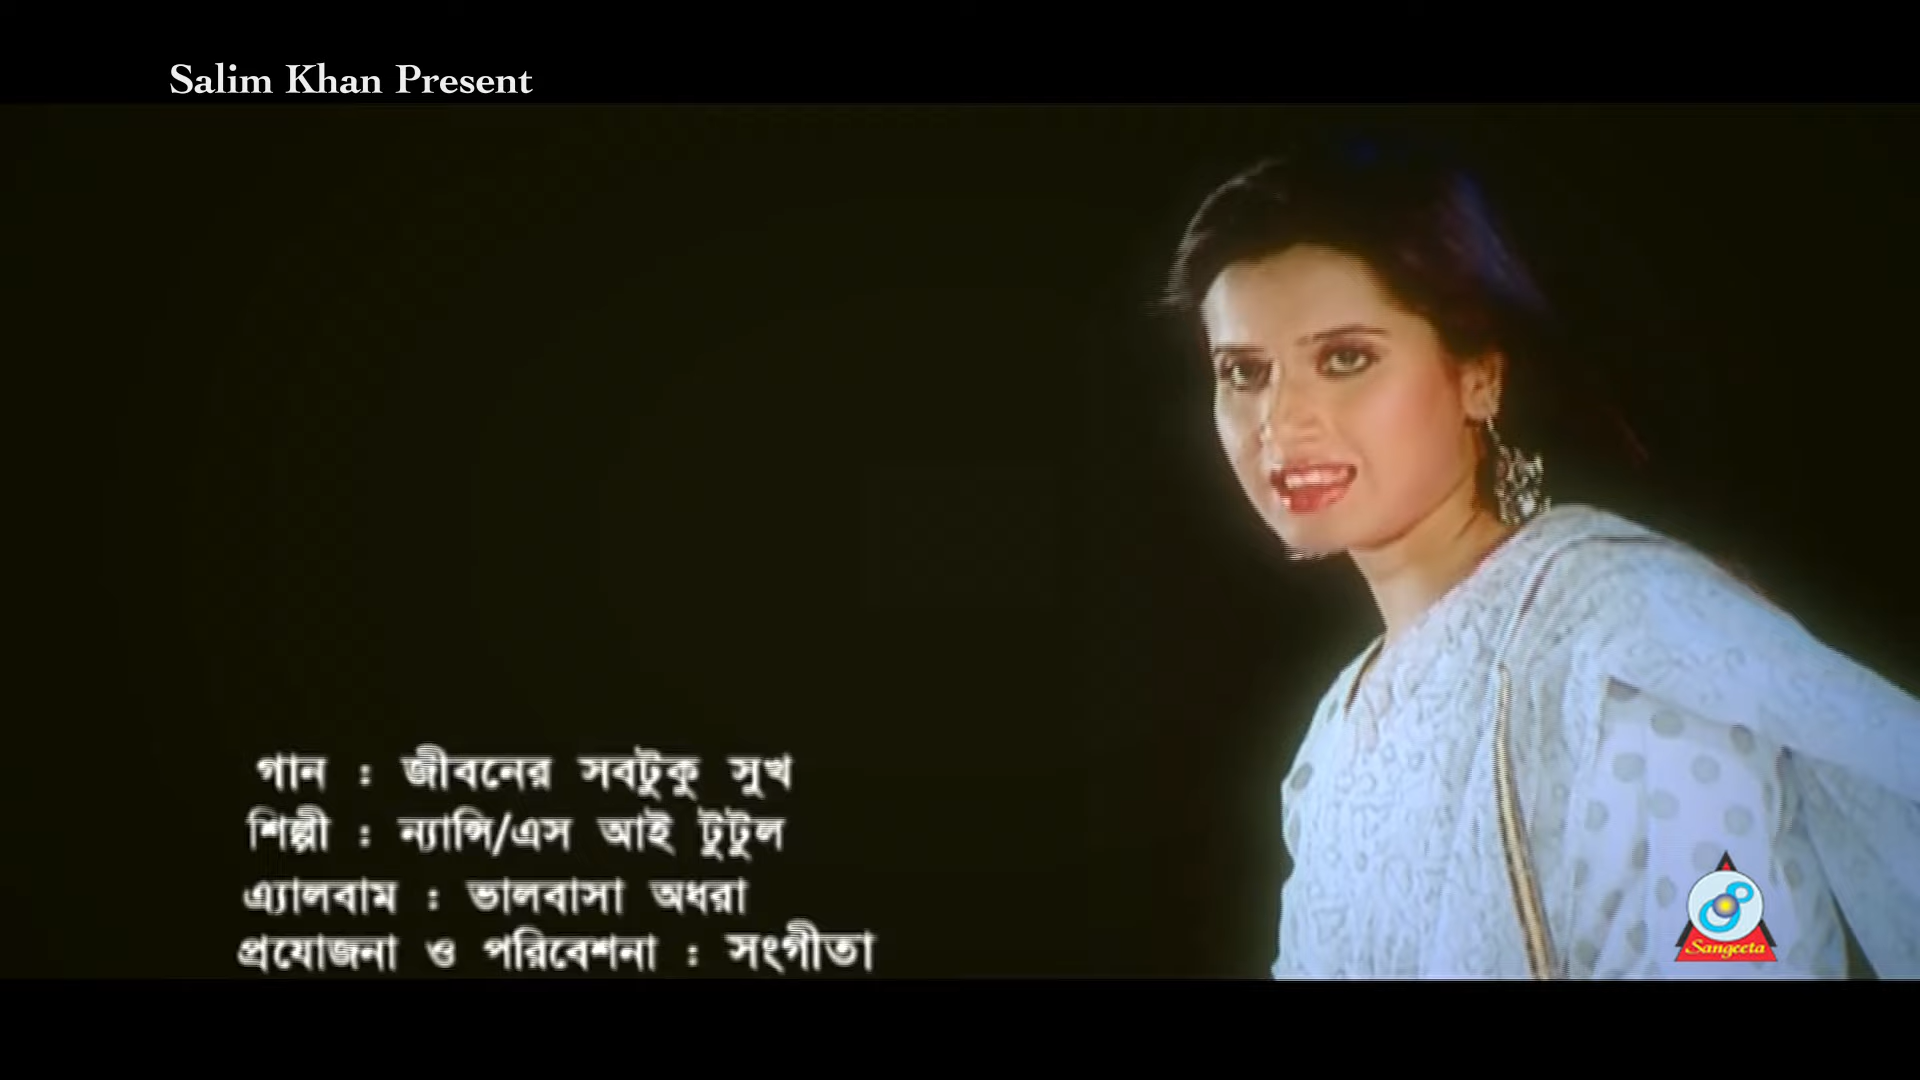 Salim Khan Present
গান : জীবনের সবটুকু সুখ
শিল্পী : ন্যান্সি/এস আই টুটুল
এ্যালবাম : ভালবাসা অধরা
প্রযোজনা ও পরিবেশনা : সংগীতা
Sangeeta